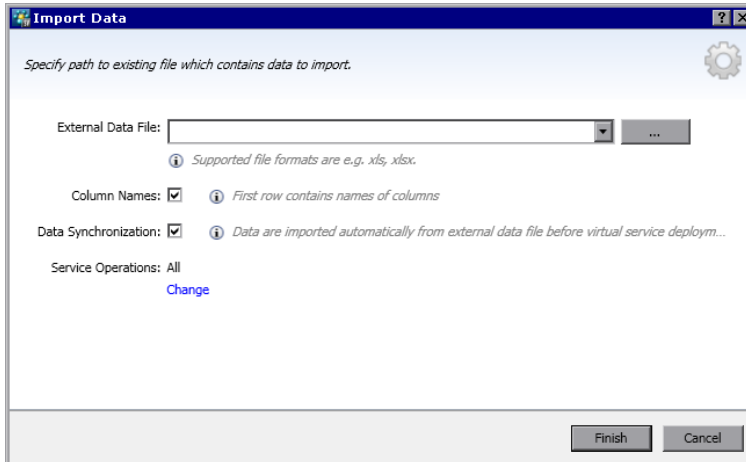 Import Data
Specify path to existing file which contains data to import.
External Data File:
...
Supported file formats are e.g. xls, xlsx.
Column Names: First row contains names of columns
Data Synchronization: Data are imported automatically from external data file before virtual service deploym...
Service Operations: All
Change
Finish Cancel